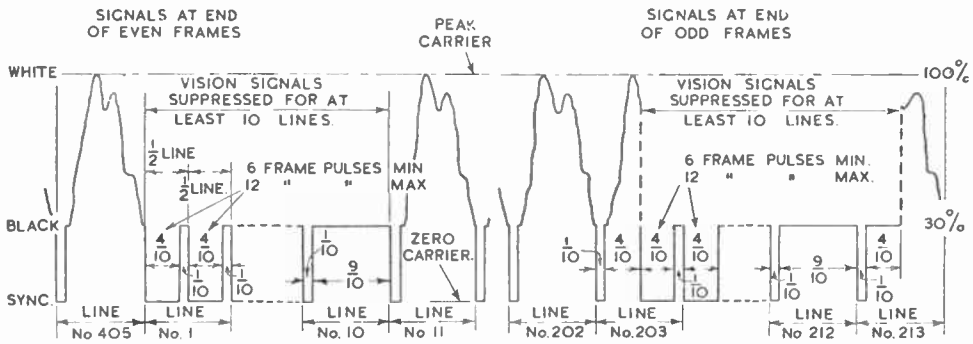 SIGNALS AT END
OF EVEN FRAMES
PEAK
CARRIER
SIGNALS AT END
OF ODD FRAMES
WHITE
100%
VISION SIGNALS
SUPPRESSED FOR AT
LEAST 10 LINES.
VISION SIGNALS
SUPPRESSED FOR AT
LEAST 10 LINES.
1/2 LINE
1/2 LINE.
6 FRAME PULSES MIN
12 " " MAX
6 FRAME PULSES MIN.
12 " " MAX.
BLACK
30%
4/10
4/10
1/10
1/10
1/10
9/10
ZERO
CARRIER.
1/10
4/10
4/10
4/10
1/10
1/10
9/10
1/10
4/10
SYNC.
LINE
No 405
LINE
No. 1
LINE
No. 10
LINE
No 11
LINE
No. 202
LINE
No. 203
LINE
No 212
LINE
No. 213